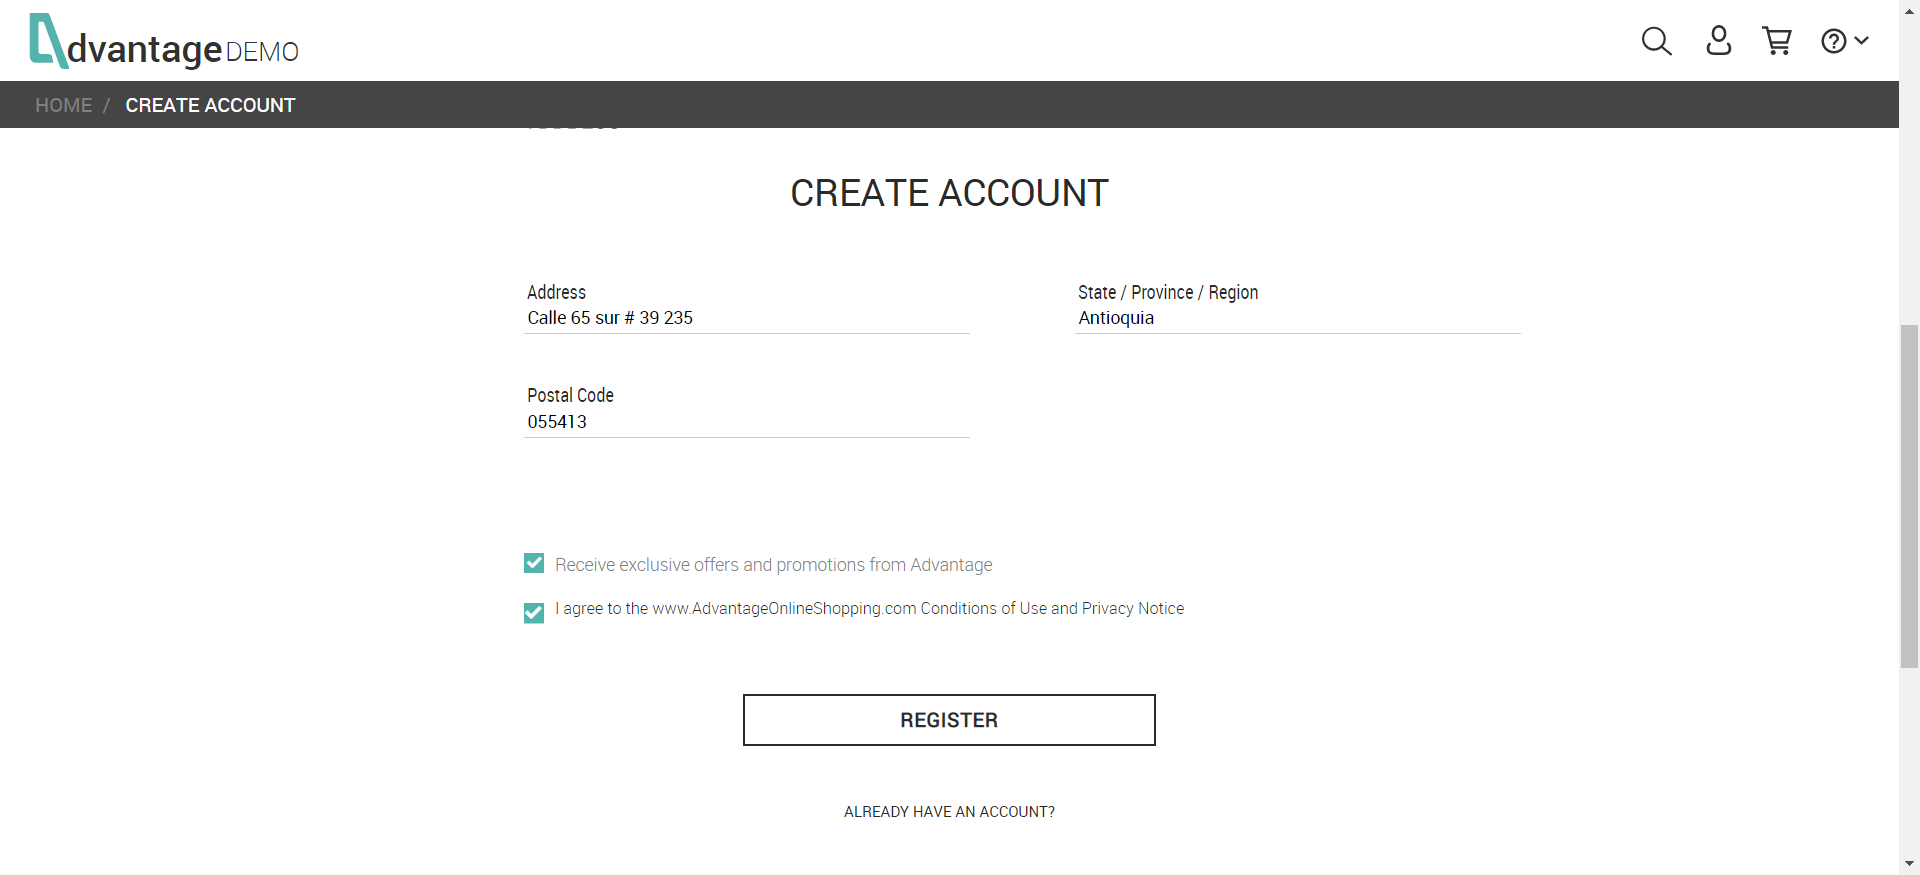 dvantage DEMO
HOME / CREATE ACCOUNT
CREATE ACCOUNT
Address
Calle 65 sur # 39 235
State / Province / Region
Antioquia
Postal Code
055413
Receive exclusive offers and promotions from Advantage
I agree to the www.AdvantageOnlineShopping.com Conditions of Use and Privacy Notice
REGISTER
ALREADY HAVE AN ACCOUNT?